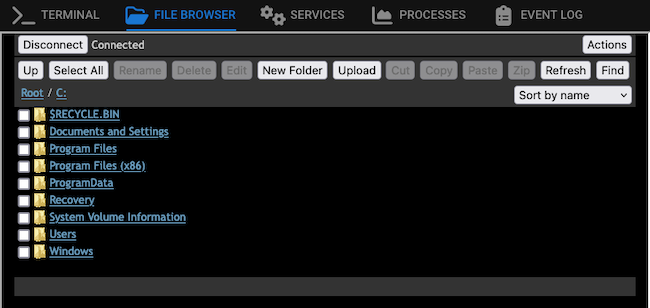 TERMINAL FILE BROWSER SERVICES PROCESSES EVENT LOG
Disconnect Connected Actions
Up Select All Rename Delete Edit New Folder Upload Cut Copy Paste Zip Refresh Find
Root / C: Sort by name
$RECYCLE.BIN
Documents and Settings
Program Files
Program Files (x86)
ProgramData
Recovery
System Volume Information
Users
Windows